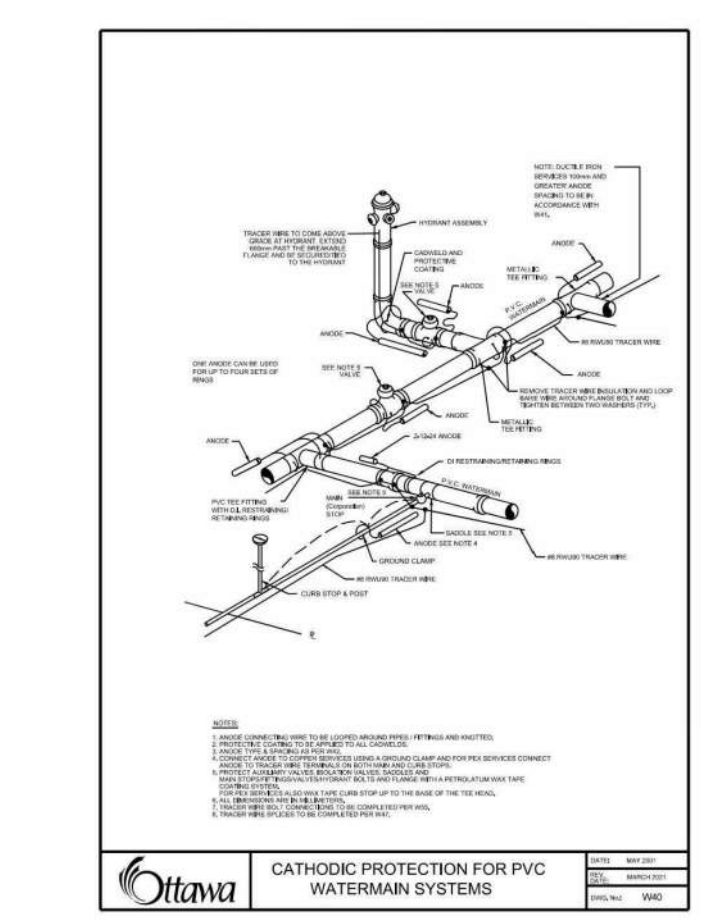 NOTE: DUCTILE IRON
SERVICES 100mm AND
GREATER ANODE
SPACING TO BE IN
ACCORDANCE WITH
W41.
HYDRANT ASSEMBLY
TRACER WIRE TO COME ABOVE
GRADE AT HYDRANT. EXTEND
600mm PAST THE BREAKABLE
FLANGE AND BE SECURED/TIED
TO THE HYDRANT
CADWELD AND
PROTECTIVE
COATING
ANODE
METALLIC
TEE FITTING
SEE NOTE 5
VALVE
ANODE
P.V.C.
WATERMAIN
ANODE
#8 RWU90 TRACER WIRE
ONE ANODE CAN BE USED
FOR UP TO FOUR SETS OF
RINGS
SEE NOTE 5
VALVE
ANODE
REMOVE TRACER WIRE INSULATION AND LOOP
BARE WIRE AROUND FLANGE BOLT AND
TIGHTEN BETWEEN TWO WASHERS (TYP.)
ANODE
METALLIC
TEE FITTING
ANODE
Z-12-24 ANODE
DI RESTRAINING/RETAINING RINGS
P.V.C. WATERMAIN
SEE NOTE 5
PVC TEE FITTING
WITH D.I. RESTRAINING/
RETAINING RINGS
MAIN
(Corporation)
STOP
SADDLE SEE NOTE 5
ANODE SEE NOTE 4
#8 RWU90 TRACER WIRE
GROUND CLAMP
#8 RWU90 TRACER WIRE
CURB STOP & POST
NOTES:
1. ANODE CONNECTING WIRE TO BE LOOPED AROUND PIPES / FITTINGS AND KNOTTED.
2. PROTECTIVE COATING TO BE APPLIED TO ALL CADWELDS.
3. ANODE TYPE & SPACING AS PER W42.
4. CONNECT ANODE TO COPPER SERVICES USING A GROUND CLAMP AND FOR PEX SERVICES CONNECT
ANODE TO TRACER WIRE TERMINALS ON BOTH MAIN AND CURB STOPS.
5. PROTECT AUXILIARY VALVES, ISOLATION VALVES, SADDLES AND
MAIN STOPS/FITTINGS/VALVES/HYDRANT BOLTS AND FLANGE WITH A PETROLATUM WAX TAPE
COATING SYSTEM.
FOR PEX SERVICES ALSO WAX TAPE CURB STOP UP TO THE BASE OF THE TEE HEAD.
6. ALL DIMENSIONS ARE IN MILLIMETERS.
7. TRACER WIRE BOLT CONNECTIONS TO BE COMPLETED PER
8. TRACER WIRE SPLICES TO BE COMPLETED PER W47.
Ottawa
CATHODIC PROTECTION FOR PVC
WATERMAIN SYSTEMS
DATE: MAY 2001
REV.
DATE: MARCH 2021
DWG. No.: W40